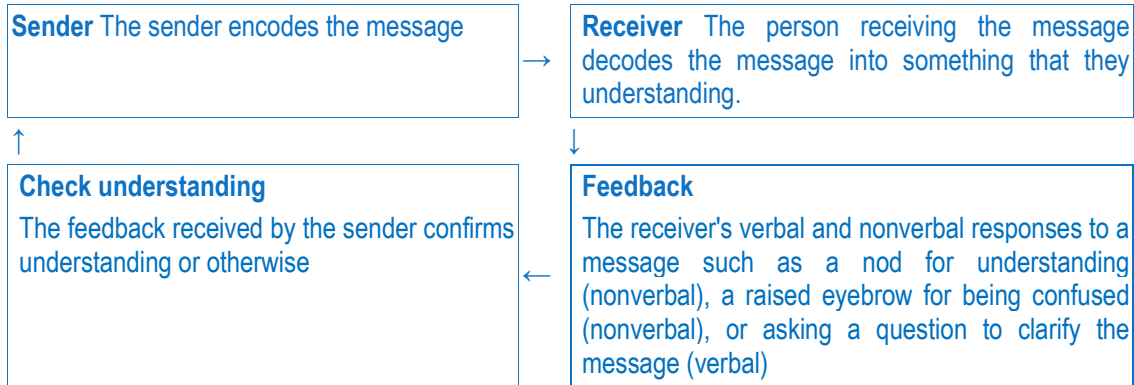 Sender The sender encodes the message
→
Receiver The person receiving the message
decodes the message into something that they
understanding.
↑
↓
Check understanding
The feedback received by the sender confirms
understanding or otherwise
←
Feedback
The receiver's verbal and nonverbal responses to a
message such as a nod for understanding
(nonverbal), a raised eyebrow for being confused
(nonverbal), or asking a question to clarify the
message (verbal)